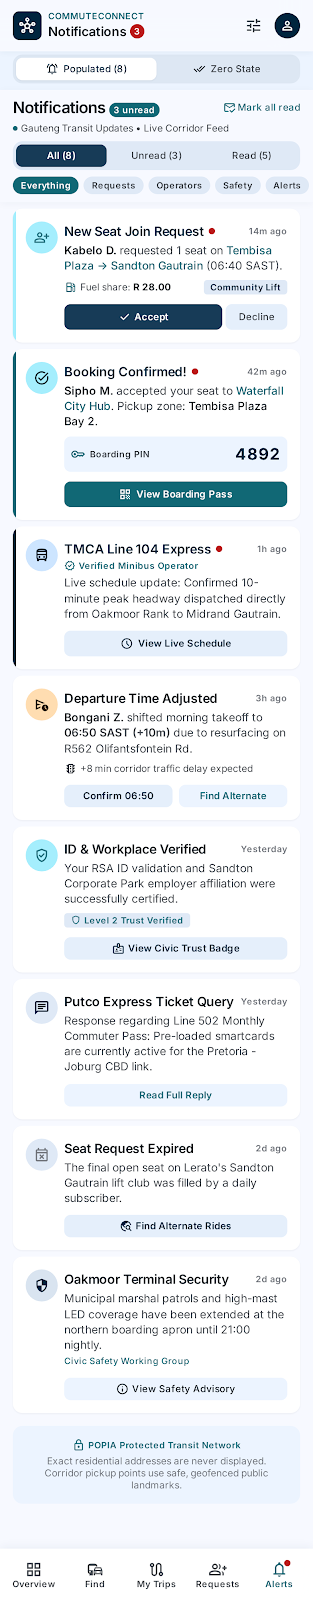 COMMUTECONNECT
Notifications 3
Populated (8)
Zero State
Notifications 3 unread
Mark all read
Gauteng Transit Updates • Live Corridor Feed
All (8)
Unread (3)
Read (5)
Everything
Requests
Operators
Safety
Alerts
New Seat Join Request
14m ago
Kabelo D. requested 1 seat on Tembisa
Plaza → Sandton Gautrain (06:40 SAST).
Fuel share: R 28.00
Community Lift
Accept
Decline
Booking Confirmed!
42m ago
Sipho M. accepted your seat to Waterfall
City Hub. Pickup zone: Tembisa Plaza
Bay 2.
Boarding PIN
4892
View Boarding Pass
TMCA Line 104 Express
1h ago
Verified Minibus Operator
Live schedule update: Confirmed 10-
minute peak headway dispatched directly
from Oakmoor Rank to Midrand Gautrain.
View Live Schedule
Departure Time Adjusted
3h ago
Bongani Z. shifted morning takeoff to
06:50 SAST (+10m) due to resurfacing on
R562 Olifantsfontein Rd.
+8 min corridor traffic delay expected
Confirm 06:50
Find Alternate
ID & Workplace Verified
Yesterday
Your RSA ID validation and Sandton
Corporate Park employer affiliation were
successfully certified.
Level 2 Trust Verified
View Civic Trust Badge
Putco Express Ticket Query
Yesterday
Response regarding Line 502 Monthly
Commuter Pass: Pre-loaded smartcards
are currently active for the Pretoria -
Joburg CBD link.
Read Full Reply
Seat Request Expired
2d ago
The final open seat on Lerato's Sandton
Gautrain lift club was filled by a daily
subscriber.
Find Alternate Rides
Oakmoor Terminal Security
2d ago
Municipal marshal patrols and high-mast
LED coverage have been extended at the
northern boarding apron until 21:00
nightly.
Civic Safety Working Group
View Safety Advisory
POPIA Protected Transit Network
Exact residential addresses are never displayed.
Corridor pickup points use safe, geofenced public
landmarks.
Overview
Find
My Trips
Requests
Alerts